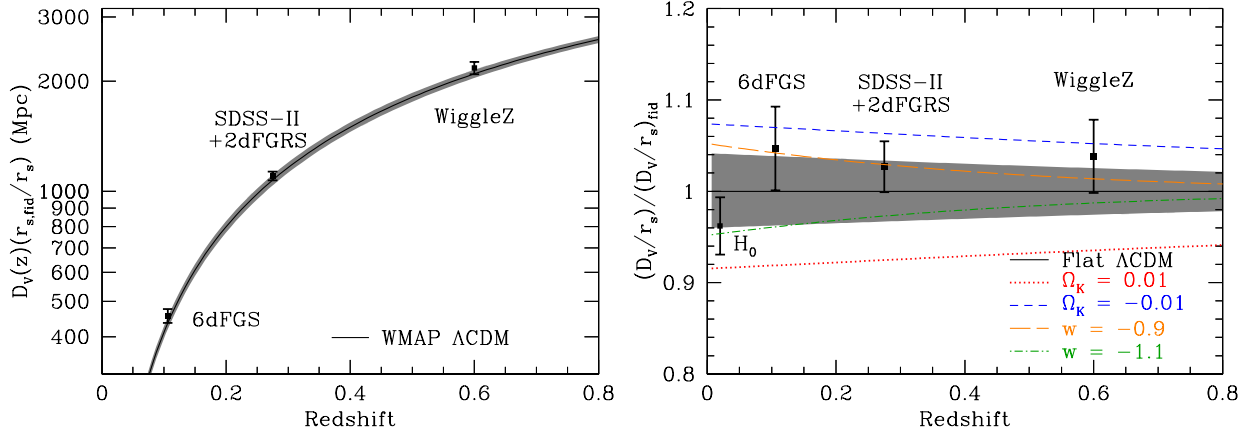 D_V(z)(r_s,fid/r_s) (Mpc)
3000
2000
1000
900
800
700
600
500
400
SDSS-II
+2dFGRS
WiggleZ
6dFGS
WMAP ΛCDM
0
0.2
0.4
0.6
0.8
Redshift
(D_V/r_s)/(D_V/r_s)_fid
1.2
1.1
1
0.9
0.8
6dFGS
SDSS-II
+2dFGRS
WiggleZ
H_0
Flat ΛCDM
Ω_K = 0.01
Ω_K = -0.01
w = -0.9
w = -1.1
0
0.2
0.4
0.6
0.8
Redshift